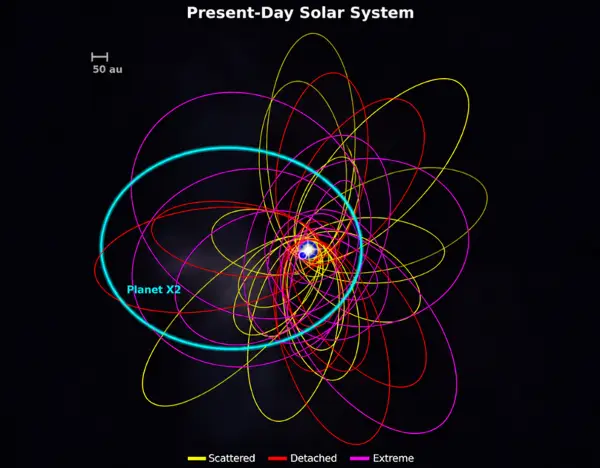 Present-Day Solar System
50 au
Planet X2
Scattered
Detached
Extreme